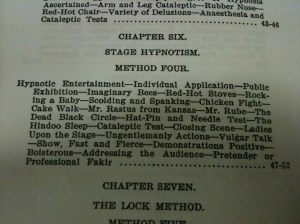 Ascertained—Arm and Leg Cataleptic—Rubber Nose—
Red-Hot Chair—Variety of Delusions—Anaesthesia and
Cataleptic Tests 43-46
CHAPTER SIX.
STAGE HYPNOTISM.
METHOD FOUR.
Hypnotic Entertainment—Individual Application—Public
Exhibition—Imaginary Bees—Red-Hot Stoves—Rock-
ing a Baby—Scolding and Spanking—Chicken Fight—
Cake Walk—Mr. Rastus from Kansas—Mr. Rube—The
Dead Black Circle—Hat-Pin and Needle Test—The
Hindoo Sleep—Cataleptic Test—Closing Scene—Ladies
Upon the Stage—Ungentlemanly Actions—Vulgar Talk
—Show, Fast and Fierce—Demonstrations Positive—
Boisterous—Addressing the Audience—Pretender or
Professional Fakir 47-52
CHAPTER SEVEN.
THE LOCK METHOD.
METHOD FIVE